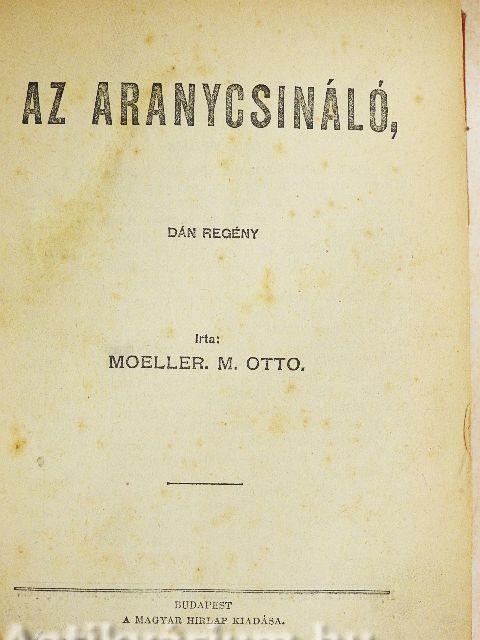 AZ ARANYCSINÁLÓ,
DÁN REGÉNY
Irta:
MOELLER. M. OTTO.
BUDAPEST
A MAGYAR HIRLAP KIADÁSA.